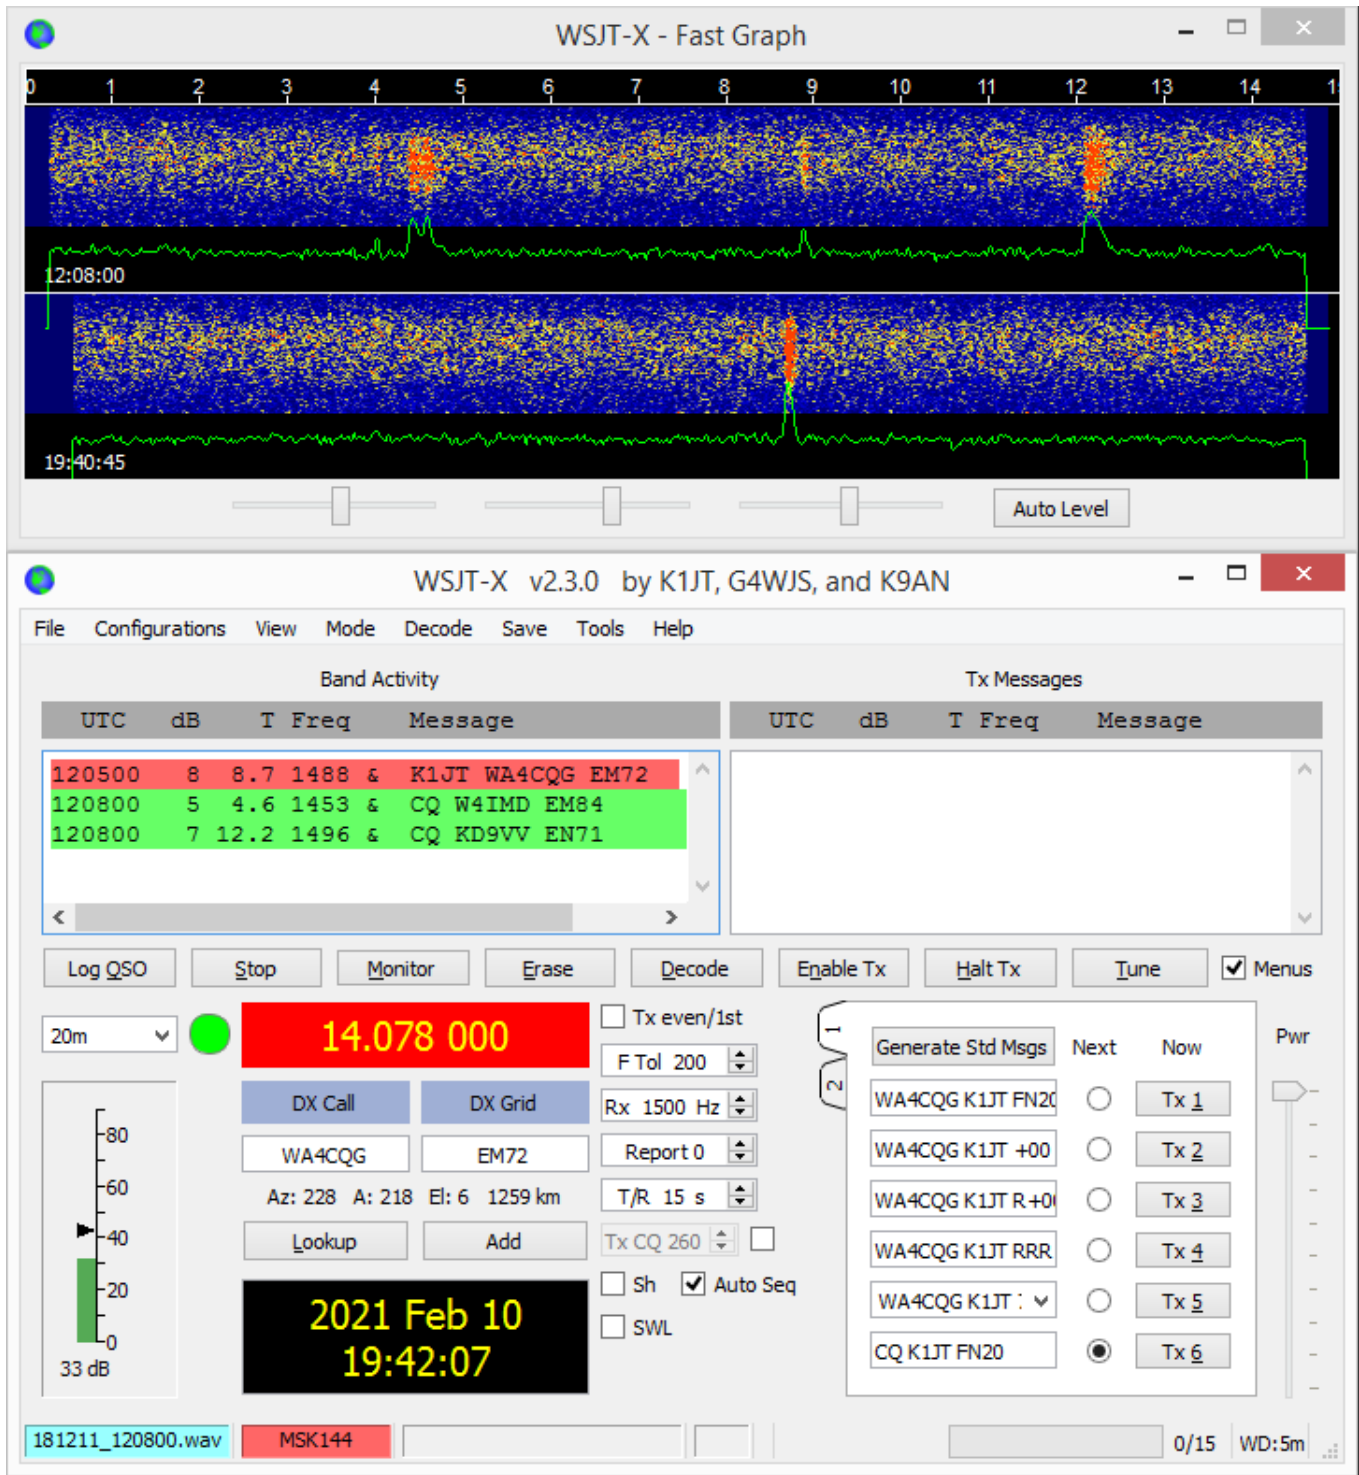 WSJT-X - Fast Graph
0 1 2 3 4 5 6 7 8 9 10 11 12 13 14
12:08:00
19:40:45
Auto Level
WSJT-X v2.3.0 by K1JT, G4WJS, and K9AN
File Configurations View Mode Decode Save Tools Help
Band Activity Tx Messages
UTC dB T Freq Message UTC dB T Freq Message
120500 8 8.7 1488 & K1JT WA4CQG EM72
120800 5 4.6 1453 & CQ W4IMD EM84
120800 7 12.2 1496 & CQ KD9VV EN71
Log QSO Stop Monitor Erase Decode Enable Tx Halt Tx Tune Menus
20m 14.078 000 Tx even/1st 1 Generate Std Msgs Next Now Pwr
F Tol 200 2
DX Call DX Grid Rx 1500 Hz WA4CQG K1JT FN20 Tx 1
WA4CQG EM72 Report 0 WA4CQG K1JT +00 Tx 2
Az: 228 A: 218 El: 6 1259 km T/R 15 s WA4CQG K1JT R+0 Tx 3
Lookup Add Tx CQ 260 WA4CQG K1JT RRR Tx 4
Sh Auto Seq WA4CQG K1JT Tx 5
SWL CQ K1JT FN20 Tx 6
2021 Feb 10
19:42:07
80
60
40
20
0
33 dB
181211_120800.wav MSK144 0/15 WD:5m